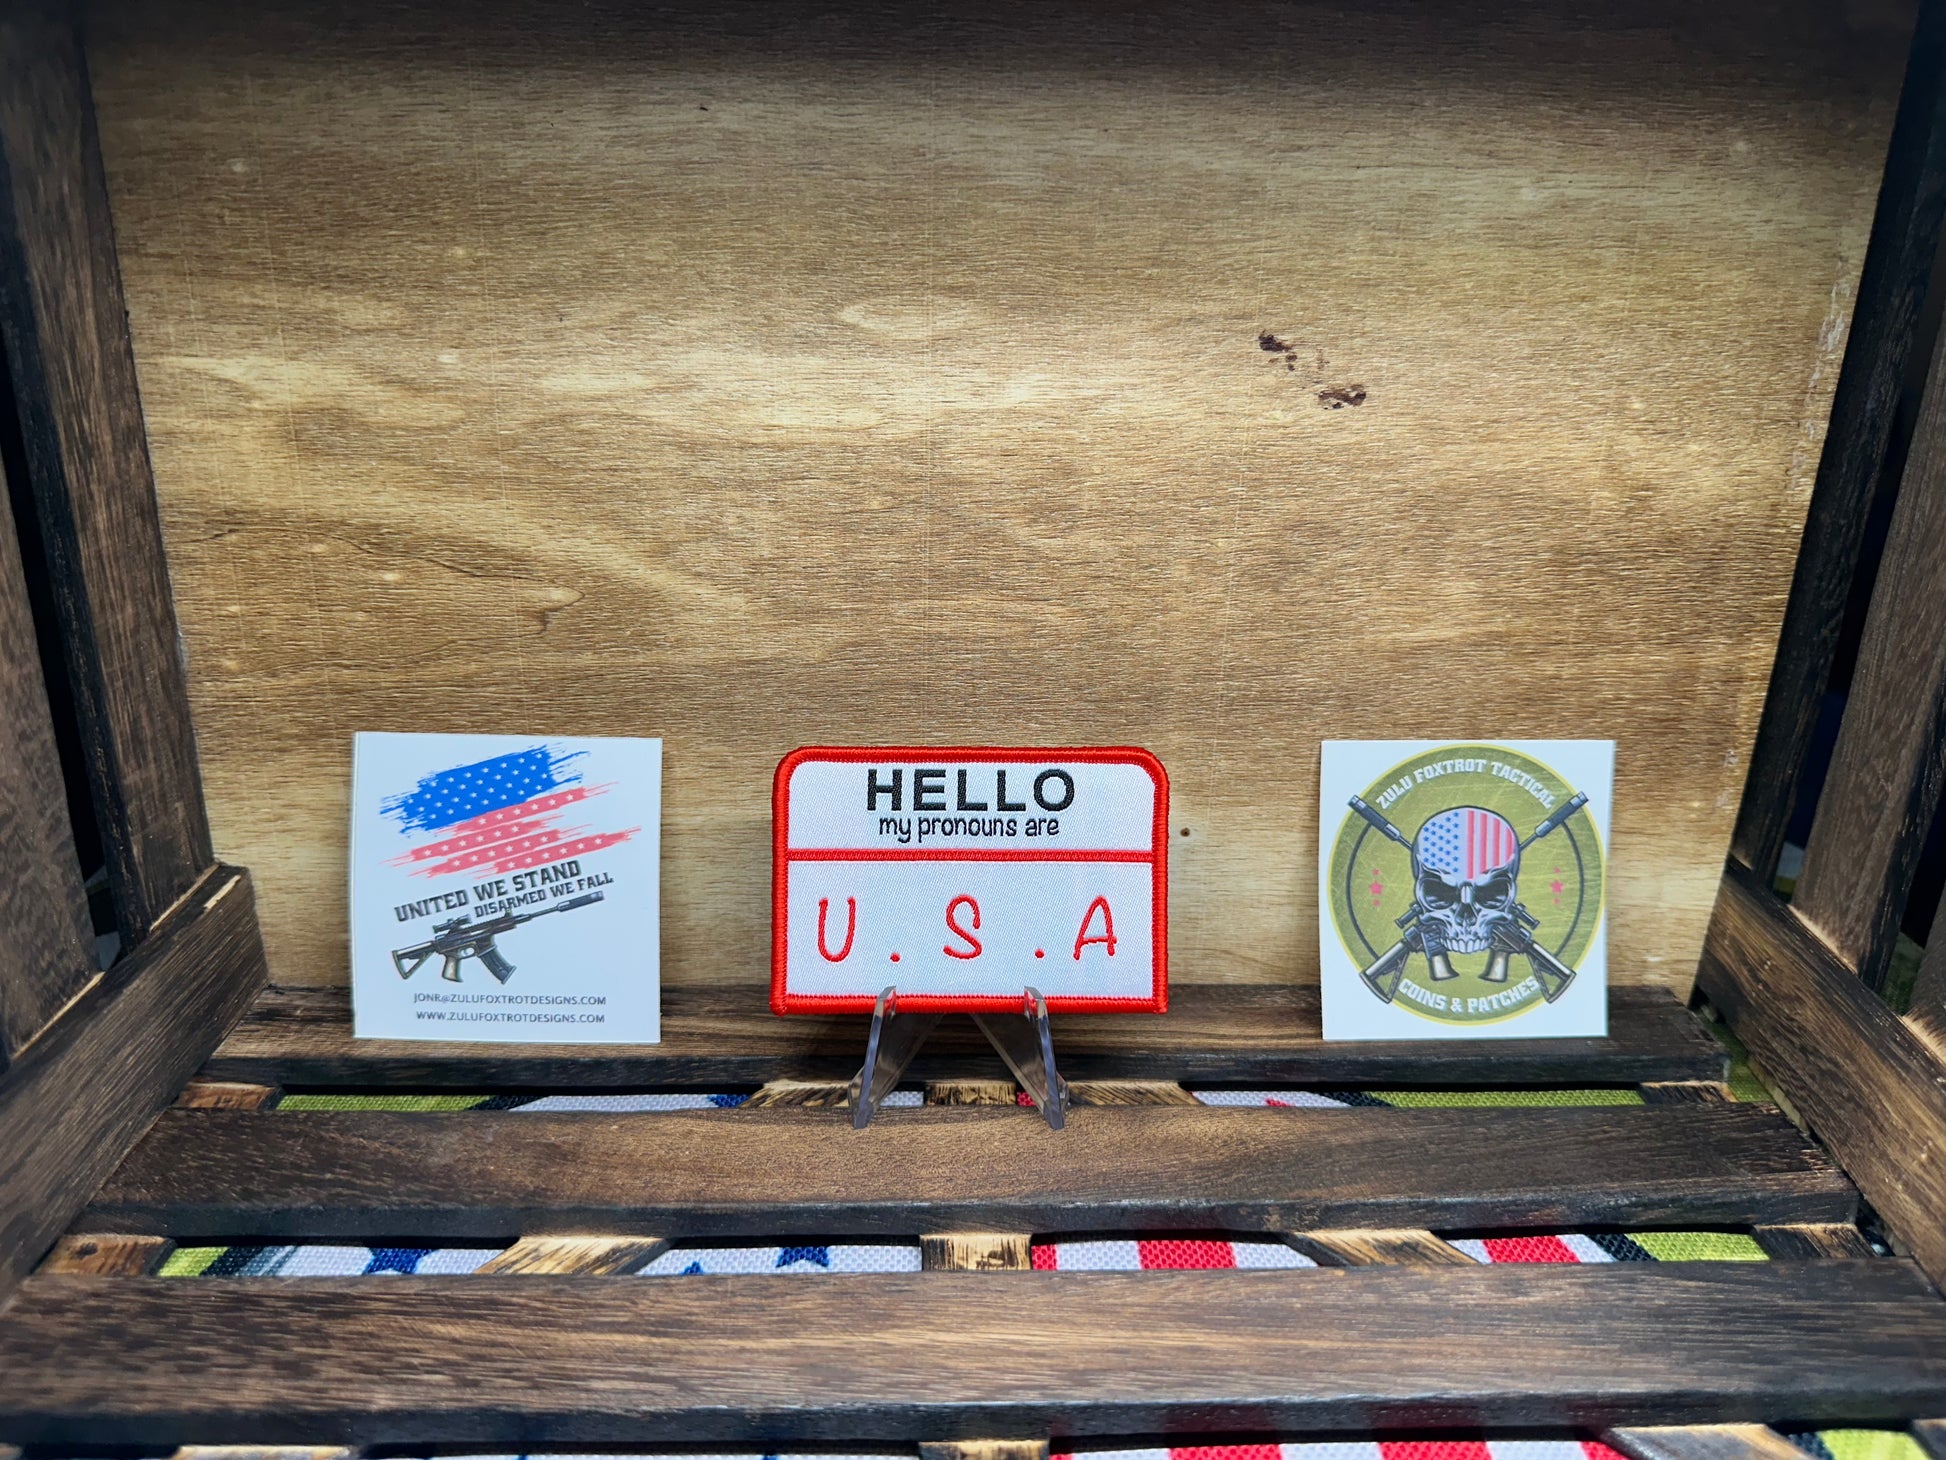 UNITED WE STAND
DISARMED WE FALL
JONR@ZULUFOXTROTDESIGNS.COM
WWW.ZULUFOXTROTDESIGNS.COM
HELLO
my pronouns are
U.S.A
ZULU FOXTROT TACTICAL
COINS & PATCHES